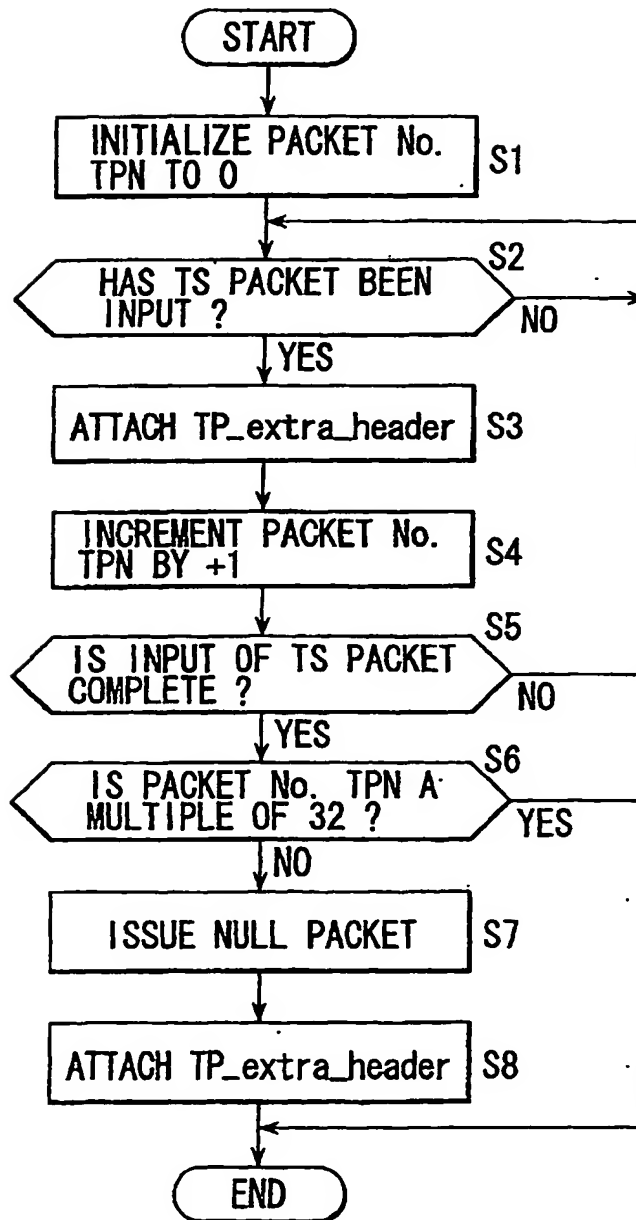 START
INITIALIZE PACKET No.
TPN TO 0
S1
S2
HAS TS PACKET BEEN
INPUT ?
NO
YES
ATTACH TP_extra_header
S3
INCREMENT PACKET No.
TPN BY +1
S4
S5
IS INPUT OF TS PACKET
COMPLETE ?
NO
YES
S6
IS PACKET No. TPN A
MULTIPLE OF 32 ?
YES
NO
ISSUE NULL PACKET
S7
ATTACH TP_extra_header
S8
END